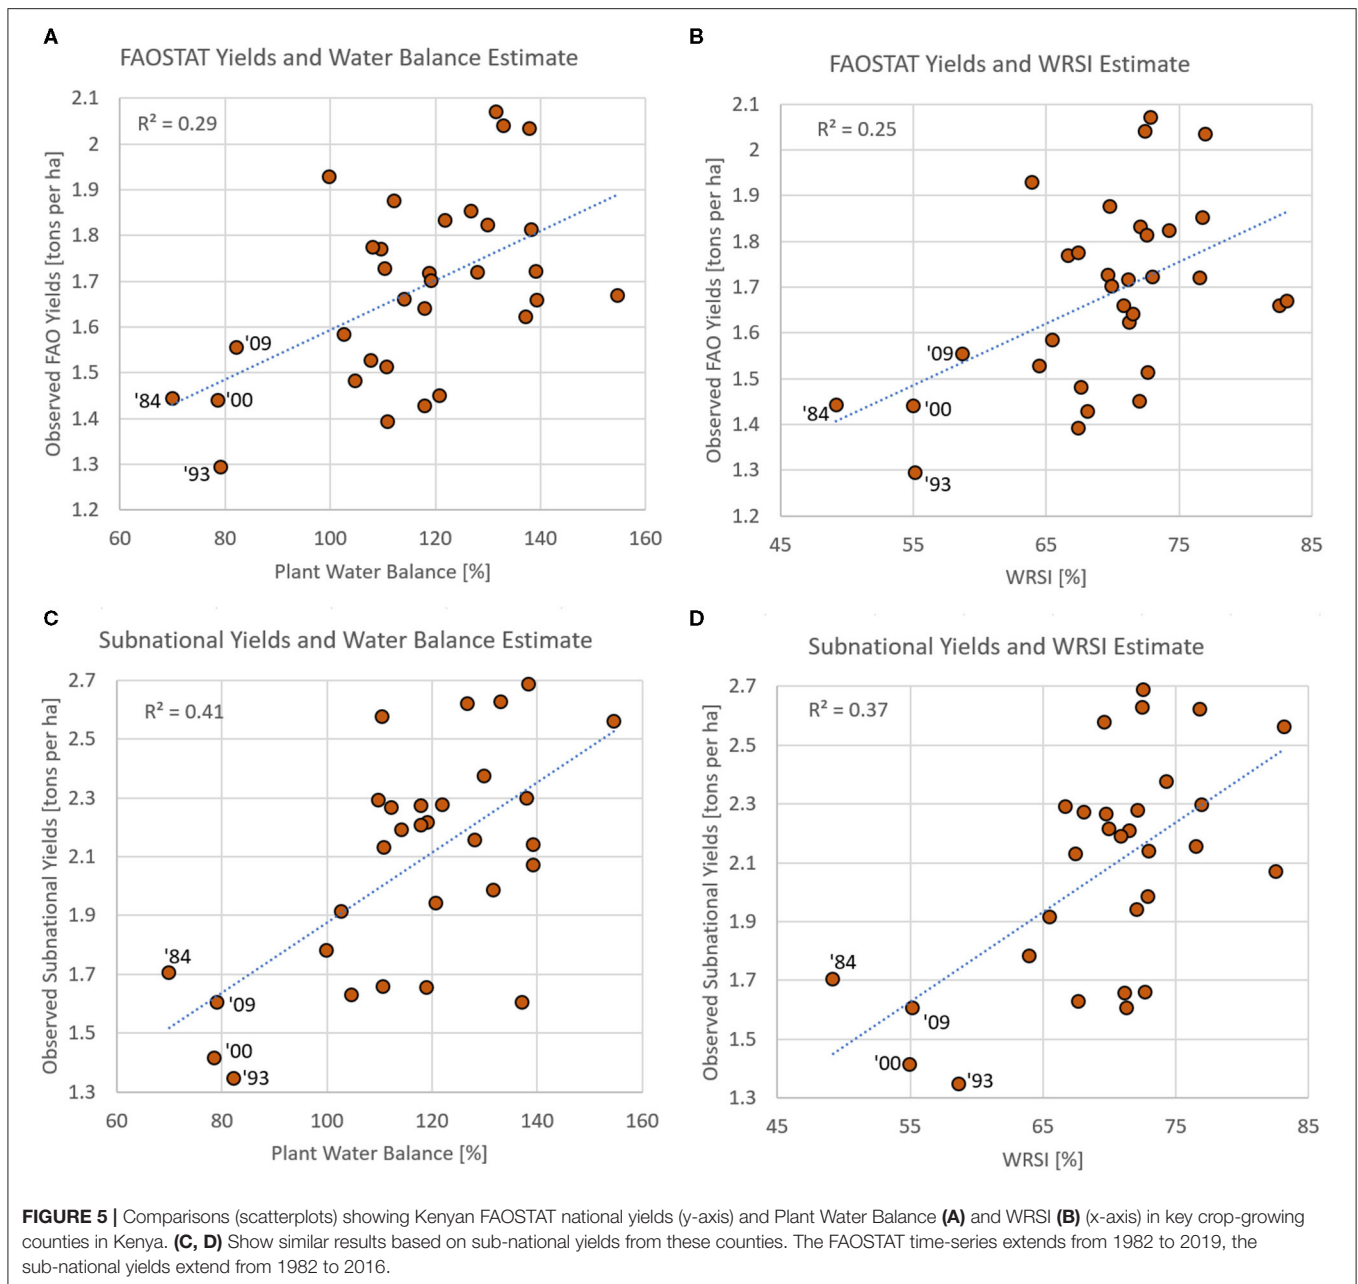 A
FAOSTAT Yields and Water Balance Estimate
Observed FAO Yields [tons per ha]
2.1
2
1.9
1.8
1.7
1.6
1.5
1.4
1.3
1.2
R² = 0.29
'09
'84
'00
'93
60 80 100 120 140 160
Plant Water Balance [%]
B
FAOSTAT Yields and WRSI Estimate
Observed FAO Yields [tons per ha]
2.1
2
1.9
1.8
1.7
1.6
1.5
1.4
1.3
1.2
R² = 0.25
'09
'84
'00
'93
45 55 65 75 85
WRSI [%]
C
Subnational Yields and Water Balance Estimate
Observed Subnational Yields [tons per ha]
2.7
2.5
2.3
2.1
1.9
1.7
1.5
1.3
R² = 0.41
'84
'09
'00
'93
60 80 100 120 140 160
Plant Water Balance [%]
D
Subnational Yields and WRSI Estimate
Observed Subnational Yields [tons per ha]
2.7
2.5
2.3
2.1
1.9
1.7
1.5
1.3
R² = 0.37
'84
'09
'00
'93
45 55 65 75 85
WRSI [%]
FIGURE 5 | Comparisons (scatterplots) showing Kenyan FAOSTAT national yields (y-axis) and Plant Water Balance (A) and WRSI (B) (x-axis) in key crop-growing
counties in Kenya. (C, D) Show similar results based on sub-national yields from these counties. The FAOSTAT time-series extends from 1982 to 2019, the
sub-national yields extend from 1982 to 2016.